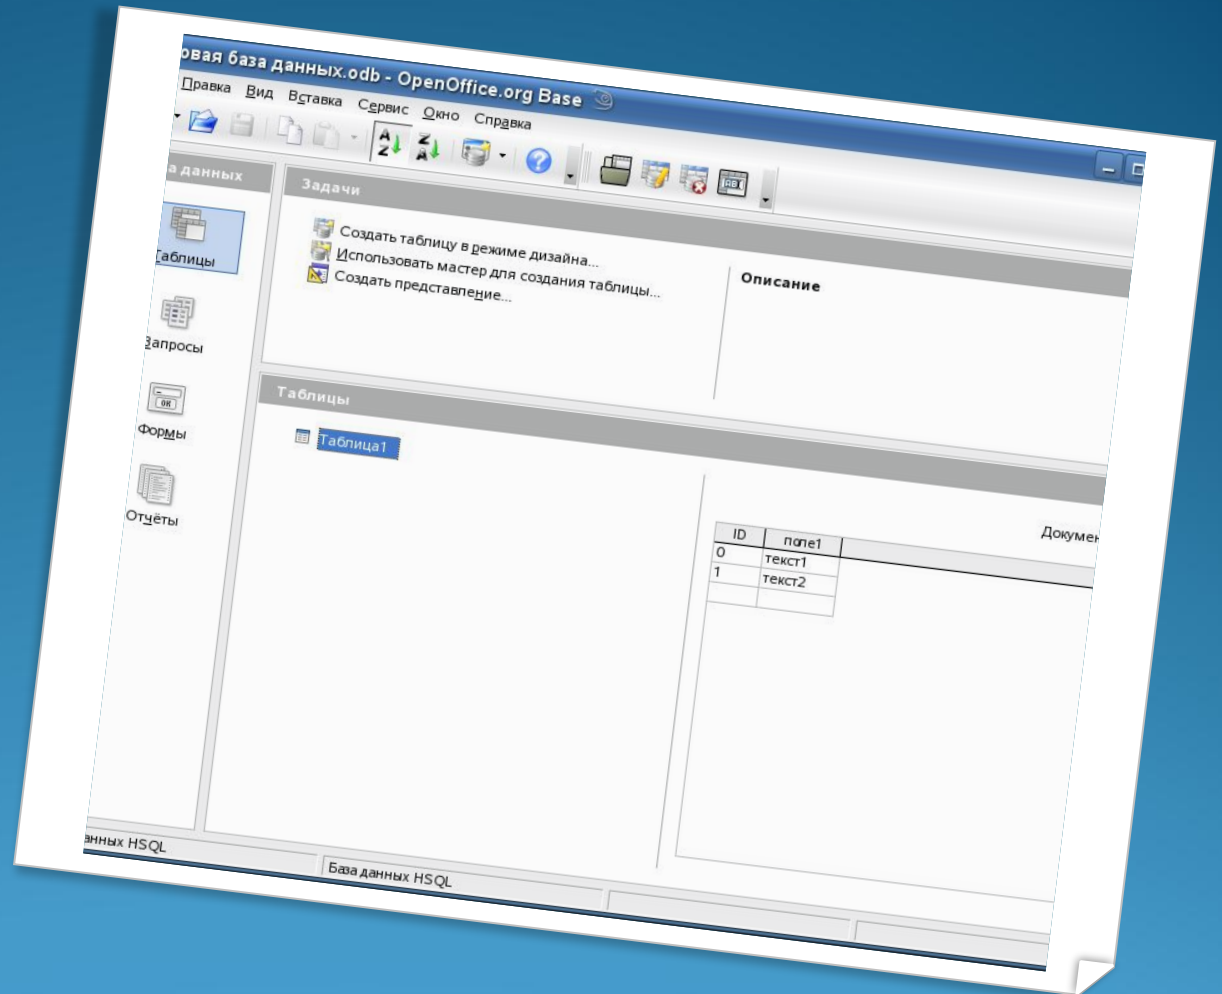 овая база данных.odb - OpenOffice.org Base
Правка Вид Вставка Сервис Окно Справка
а данных
Задачи
Таблицы
Запросы
Формы
Отчёты
Создать таблицу в режиме дизайна...
Использовать мастер для создания таблицы...
Создать представление...
Описание
Таблицы
Таблица1
Докумен
ID поле1
0 текст1
1 текст2
анных HSQL
База данных HSQL